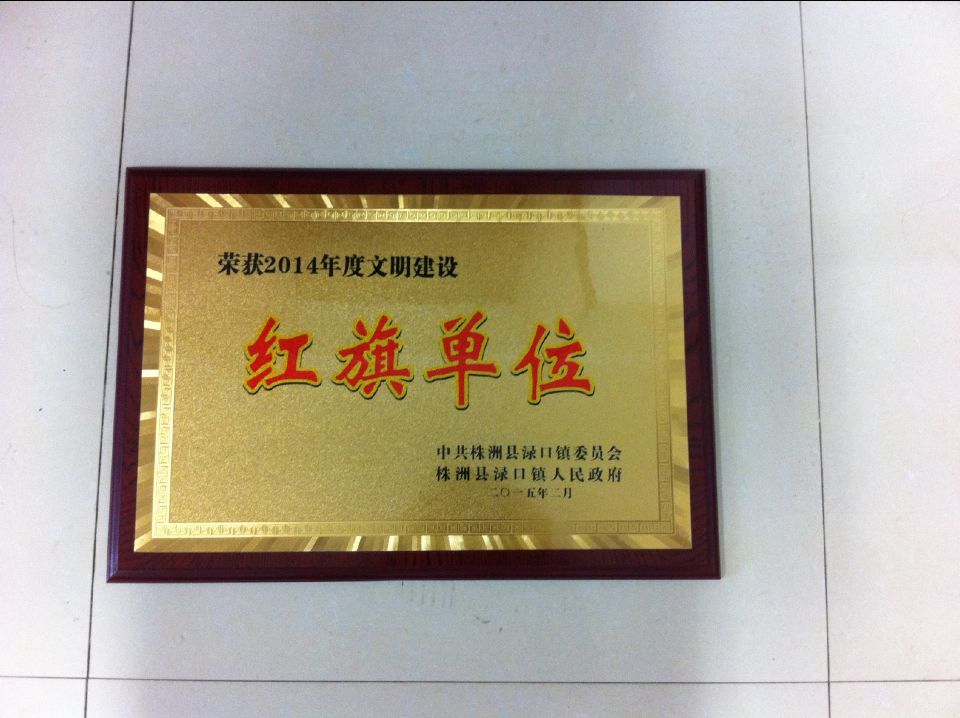 荣获2014年度文明建设
红旗单位
中共株洲县渌口镇委员会
株洲县渌口镇人民政府
二〇一五年二月